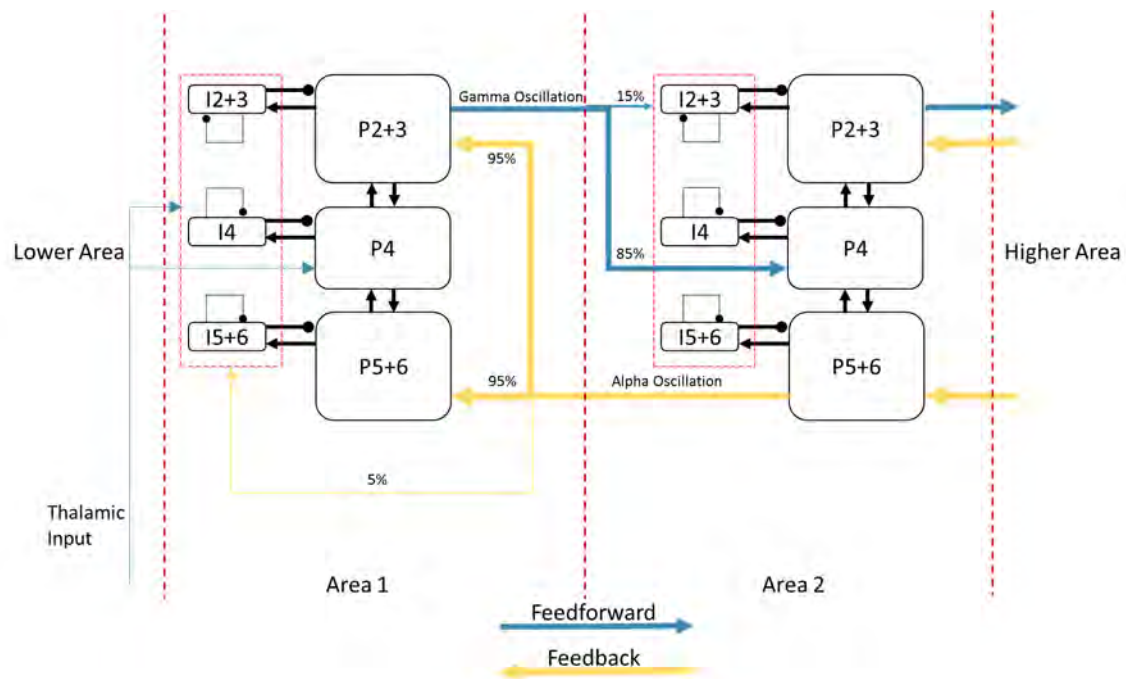 I2+3
P2+3
Gamma Oscillation
15%
I2+3
P2+3
95%
Lower Area
I4
P4
85%
I4
P4
Higher Area
I5+6
P5+6
95%
Alpha Oscillation
I5+6
P5+6
5%
Thalamic
Input
Area 1
Area 2
Feedforward
Feedback